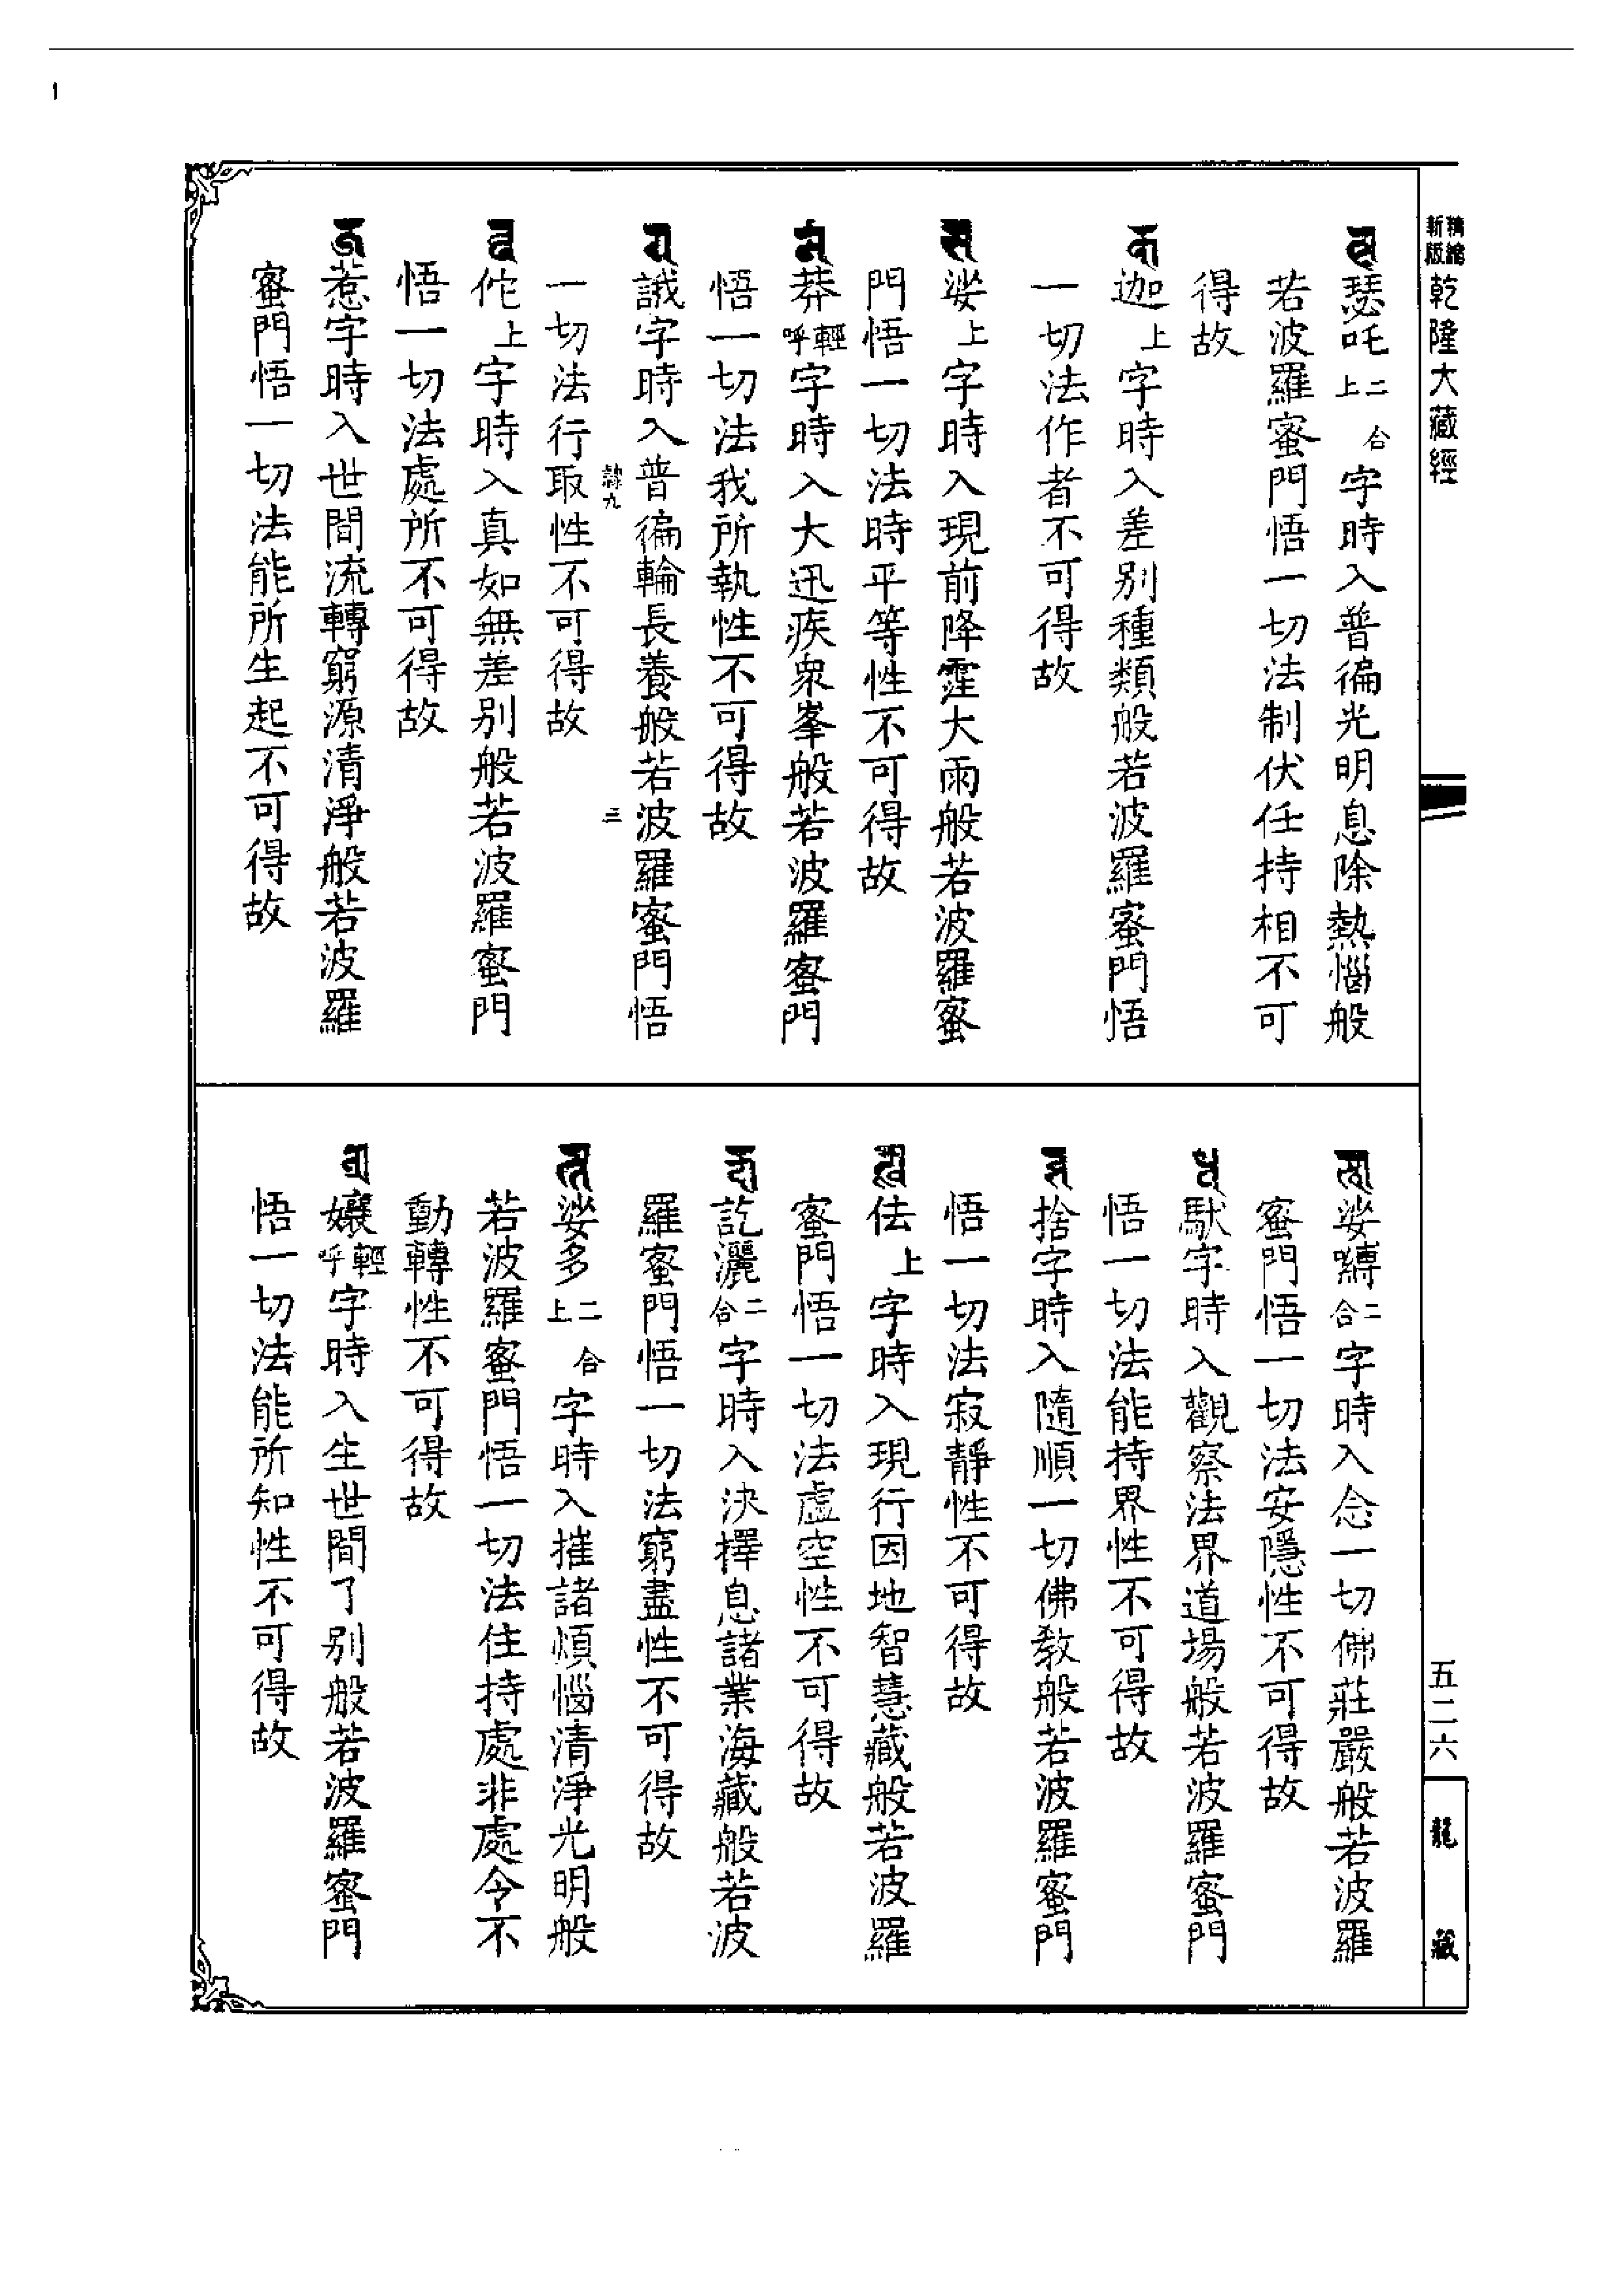 精編
新版
乾隆大藏經
瑟吒二合上字時入普徧光明息除熱惱般
若波羅蜜門悟一切法制伏任持相不可
得故
迦上字時入差別種類般若波羅蜜門悟
一切法作者不可得故
娑上字時入現前降霔大雨般若波羅蜜
門悟一切法時平等性不可得故
莽輕呼字時入大迅疾衆峯般若波羅蜜門
悟一切法我所執性不可得故
誐字時入普徧輪長養般若波羅蜜門悟
隸九 三
一切法行取性不可得故
佗上字時入真如無差別般若波羅蜜門
悟一切法處所不可得故
惹字時入世間流轉窮源清淨般若波羅
蜜門悟一切法能所生起不可得故
娑嚩二合字時入念一切佛莊嚴般若波羅
蜜門悟一切法安隱性不可得故
馱字時入觀察法界道場般若波羅蜜門
悟一切法能持界性不可得故
捨字時入隨順一切佛教般若波羅蜜門
悟一切法寂靜性不可得故
佉上字時入現行因地智慧藏般若波羅
蜜門悟一切法虛空性不可得故
訖灑二合字時入決擇息諸業海藏般若波
羅蜜門悟一切法窮盡性不可得故
娑多二合上字時入摧諸煩惱清淨光明般
若波羅蜜門悟一切法住持處非處令不
動轉性不可得故
孃輕呼字時入生世間了別般若波羅蜜門
悟一切法能所知性不可得故
五二六
龍藏